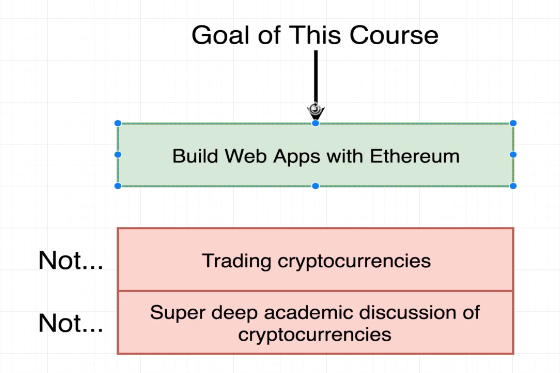 Goal of This Course
Build Web Apps with Ethereum
Not...
Trading cryptocurrencies
Not...
Super deep academic discussion of
cryptocurrencies